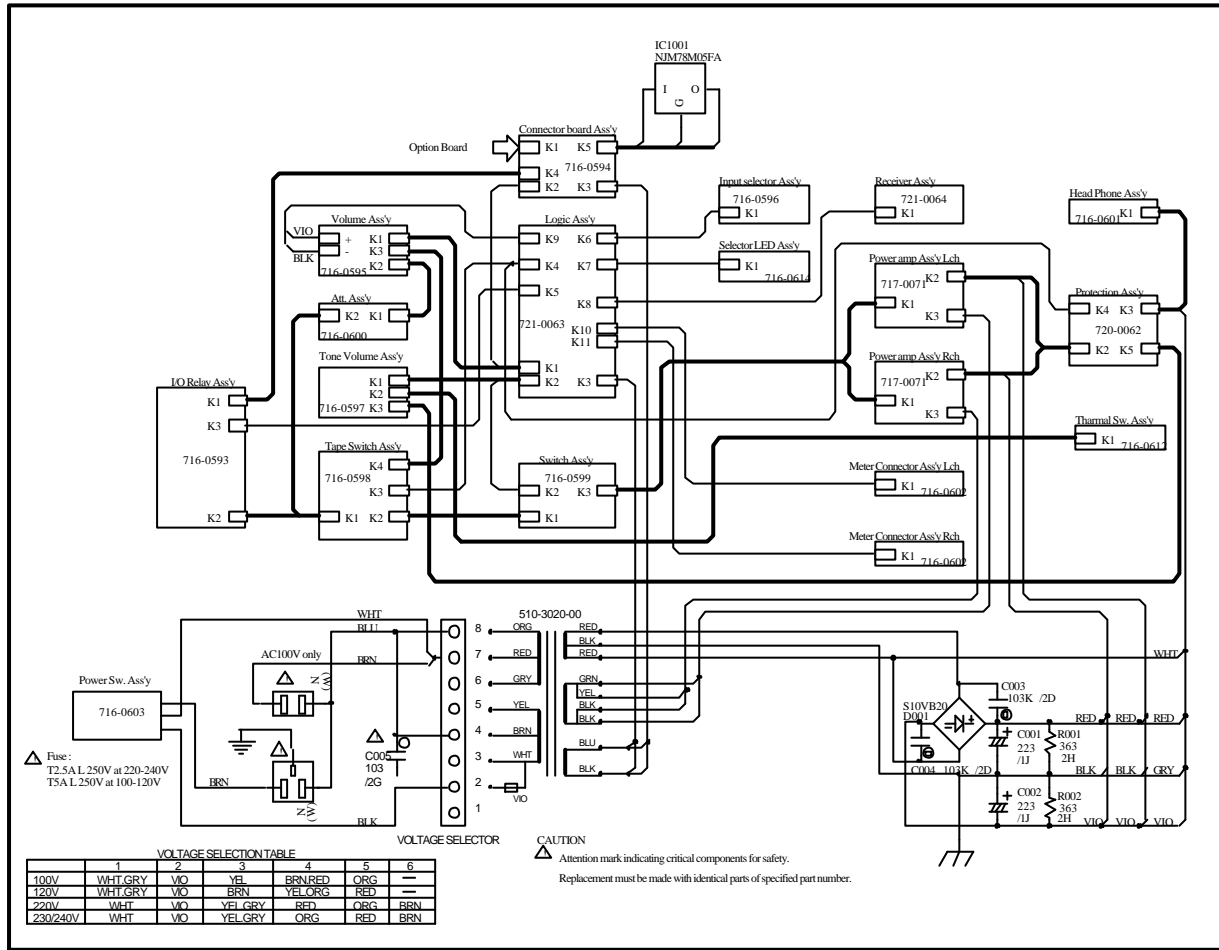 IC1001
NJM78M05FA
I O
G
Connector board Ass'y
Option Board
K1 K5
716-0594
K4
K2 K3
Input selector Ass'y
716-0596
K1
Receiver Ass'y
721-0064
K1
Head Phone Ass'y
K1
716-0601
Volume Ass'y
VIO
+ K1
BLK
- K3
716-0595 K2
Logic Ass'y
K9 K6
K4 K7
K5
K8
721-0063
K10
K11
K1
K2 K3
Selector LED Ass'y
K1
716-0614
Power amp Ass'y Lch
717-0071 K2
K1
K3
Protection Ass'y
K4 K3
720-0062
K2 K5
Att. Ass'y
K2 K1
716-0600
Tone Volume Ass'y
K1
K2
716-0597 K3
Power amp Ass'y Rch
717-0071 K2
K1
K3
I/O Relay Ass'y
K1
K3
716-0593
K2
Tape Switch Ass'y
K4
716-0598
K3
K1 K2
Switch Ass'y
716-0599
K2 K3
K1
Tharmal Sw. Ass'y
K1 716-0612
Meter Connector Ass'y Lch
K1
716-0602
Meter Connector Ass'y Rch
K1
716-0602
WHT
BLU
AC100V only
BRN
N
(W)
Power Sw. Ass'y
716-0603
Fuse :
T2.5A L 250V at 220-240V
T5A L 250V at 100-120V
BRN
N
(W)
BLK
C005
103
/2G
8
7
6
5
4
3
2
1
VOLTAGE SELECTOR
510-3020-00
ORG
RED
GRY
YEL
BRN
WHT
VIO
RED
BLK
RED
GRN
YEL
BLK
BLK
BLU
BLK
WHT
C003
103K /2D
S10VB20
D001
C004 103K /2D
C001
223
/1J
R001
363
2H
C002
223
/1J
R002
363
2H
RED RED RED
BLK BLK GRY
VIO VIO VIO
CAUTION
Attention mark indicating critical components for safety.
Replacement must be made with identical parts of specified part number.
VOLTAGE SELECTION TABLE
1 2 3 4 5 6
100V WHT.GRY VIO YEL BRN.RED ORG —
120V WHT.GRY VIO BRN YEL.ORG RED —
220V WHT VIO YEL.GRY RED ORG BRN
230/240V WHT VIO YEL.GRY ORG RED BRN